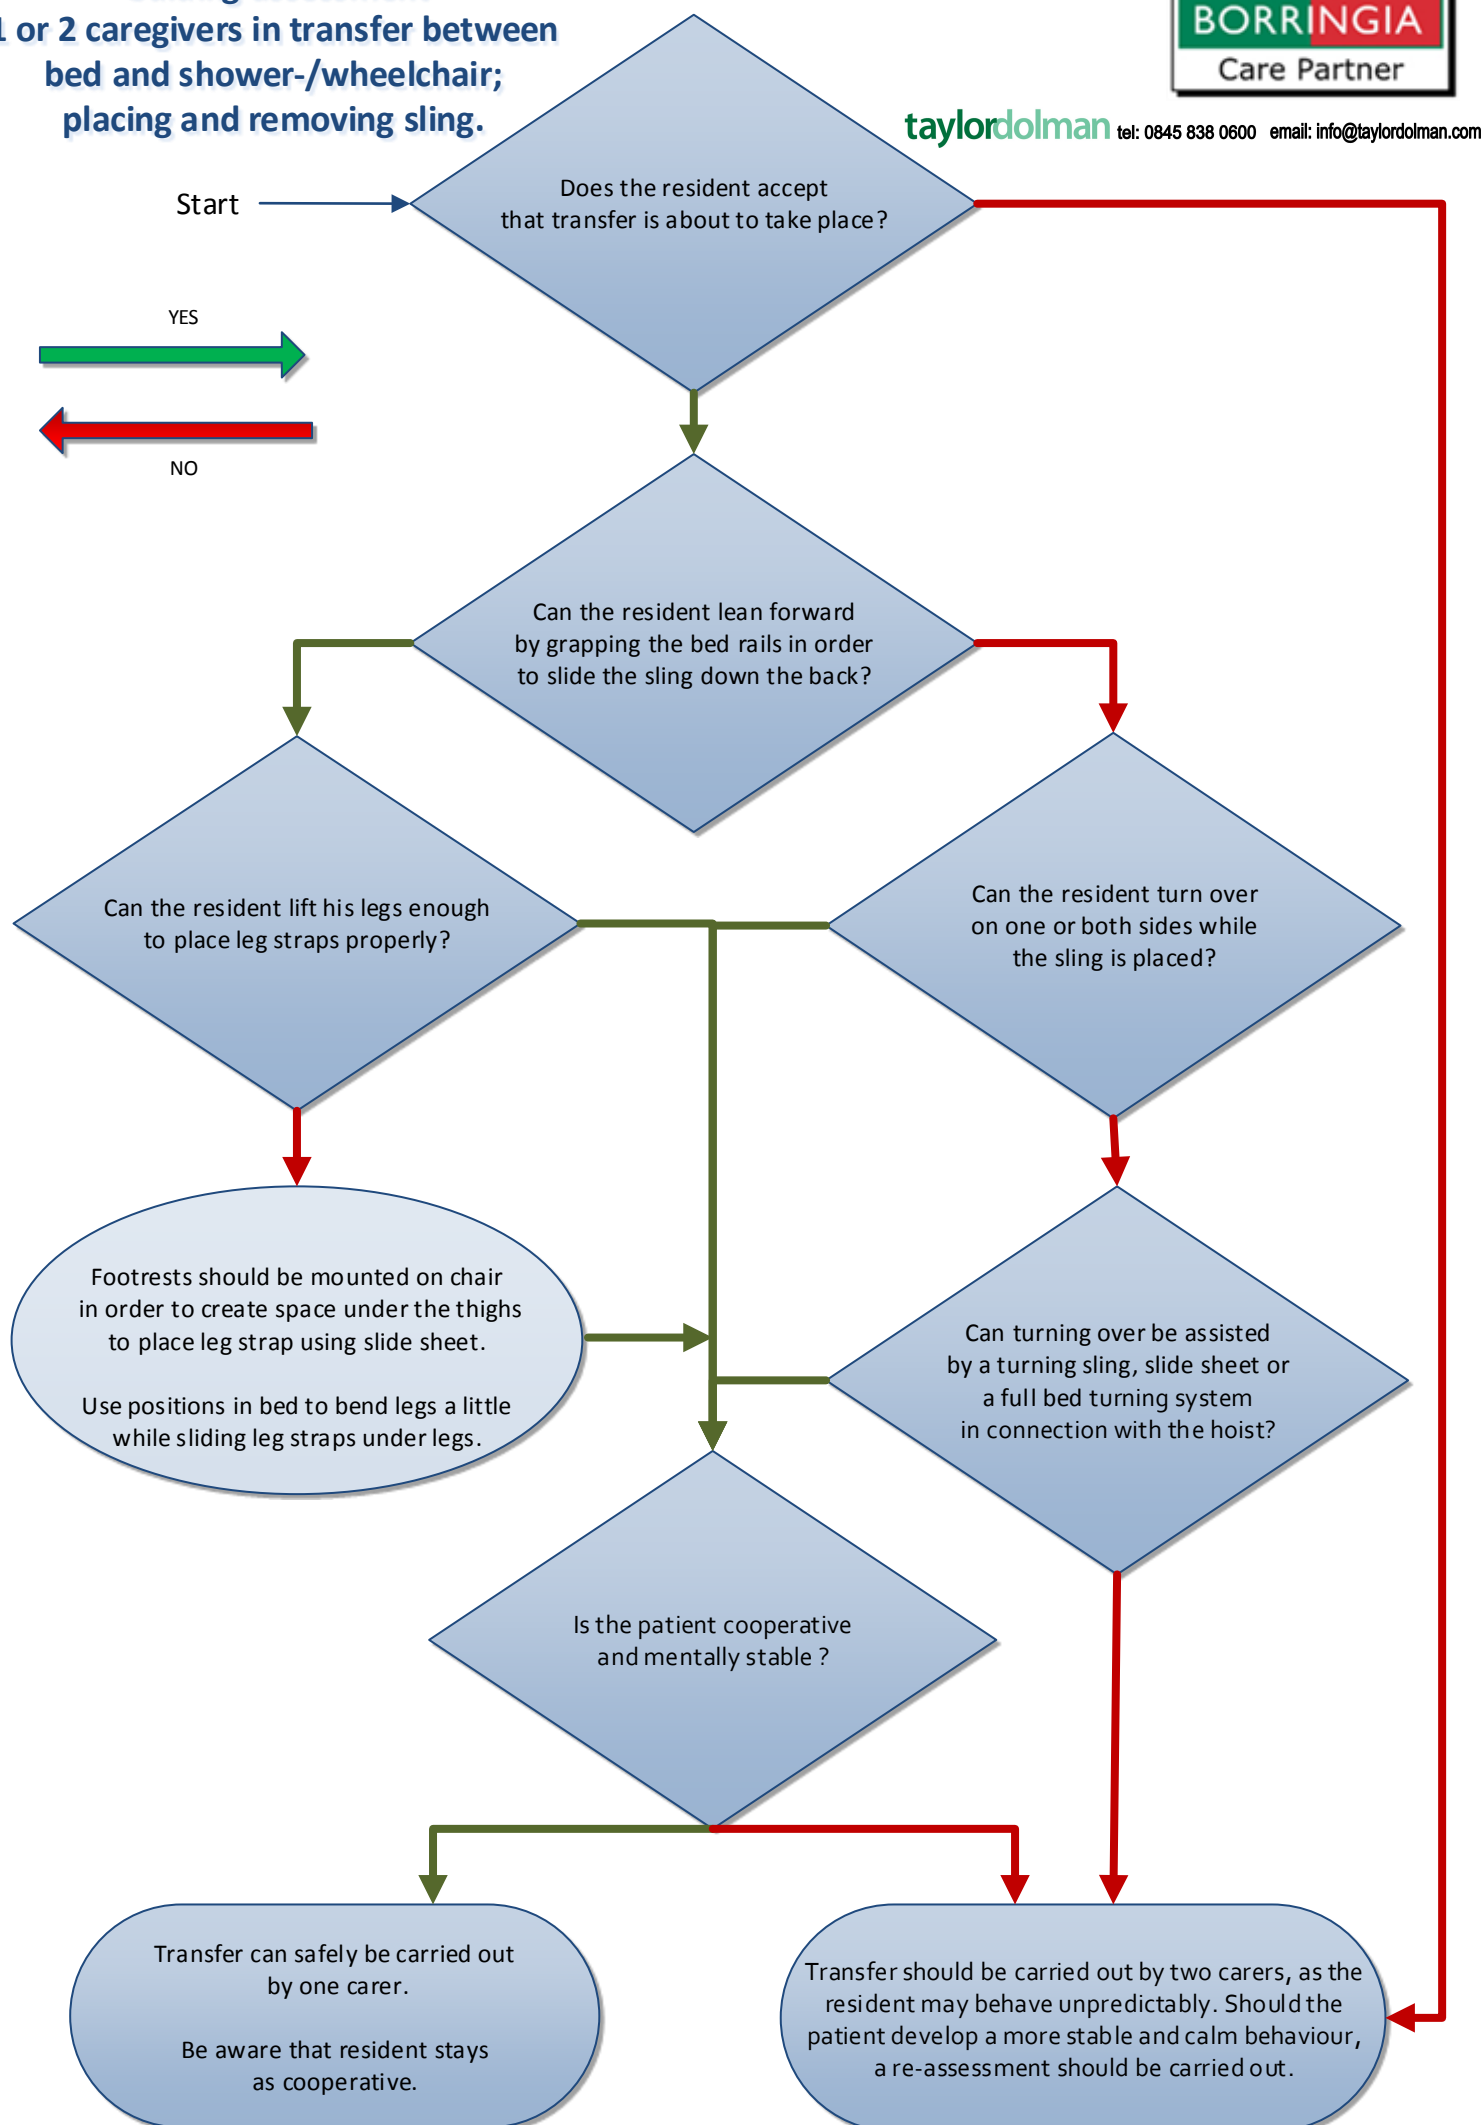 1 or 2 caregivers in transfer between
bed and shower-/wheelchair;
placing and removing sling.
BORRINGIA
Care Partner
taylordolman tel: 0845 838 0600 email: info@taylordolman.com
Start
Does the resident accept
that transfer is about to take place?
YES
NO
Can the resident lean forward
by grapping the bed rails in order
to slide the sling down the back?
Can the resident lift his legs enough
to place leg straps properly?
Can the resident turn over
on one or both sides while
the sling is placed?
Footrests should be mounted on chair
in order to create space under the thighs
to place leg strap using slide sheet.
Use positions in bed to bend legs a little
while sliding leg straps under legs.
Can turning over be assisted
by a turning sling, slide sheet or
a full bed turning system
in connection with the hoist?
Is the patient cooperative
and mentally stable ?
Transfer can safely be carried out
by one carer.
Be aware that resident stays
as cooperative.
Transfer should be carried out by two carers, as the
resident may behave unpredictably. Should the
patient develop a more stable and calm behaviour,
a re-assessment should be carried out.